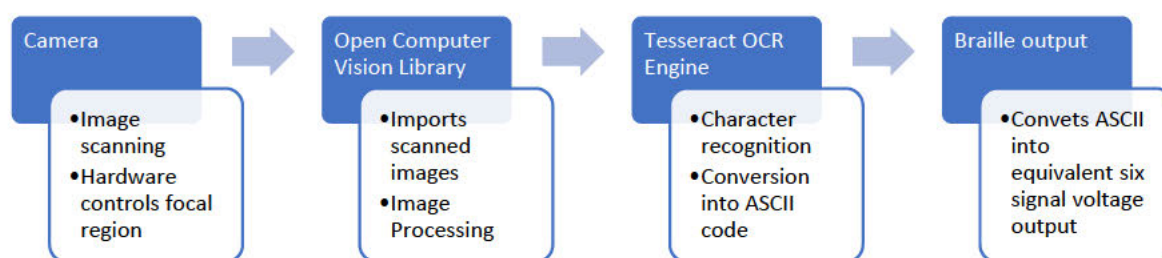 Camera
•Image
scanning
•Hardware
controls focal
region
Open Computer
Vision Library
•Imports
scanned
images
•Image
Processing
Tesseract OCR
Engine
•Character
recognition
•Conversion
into ASCII
code
Braille output
•Convets ASCII
into
equivalent six
signal voltage
output